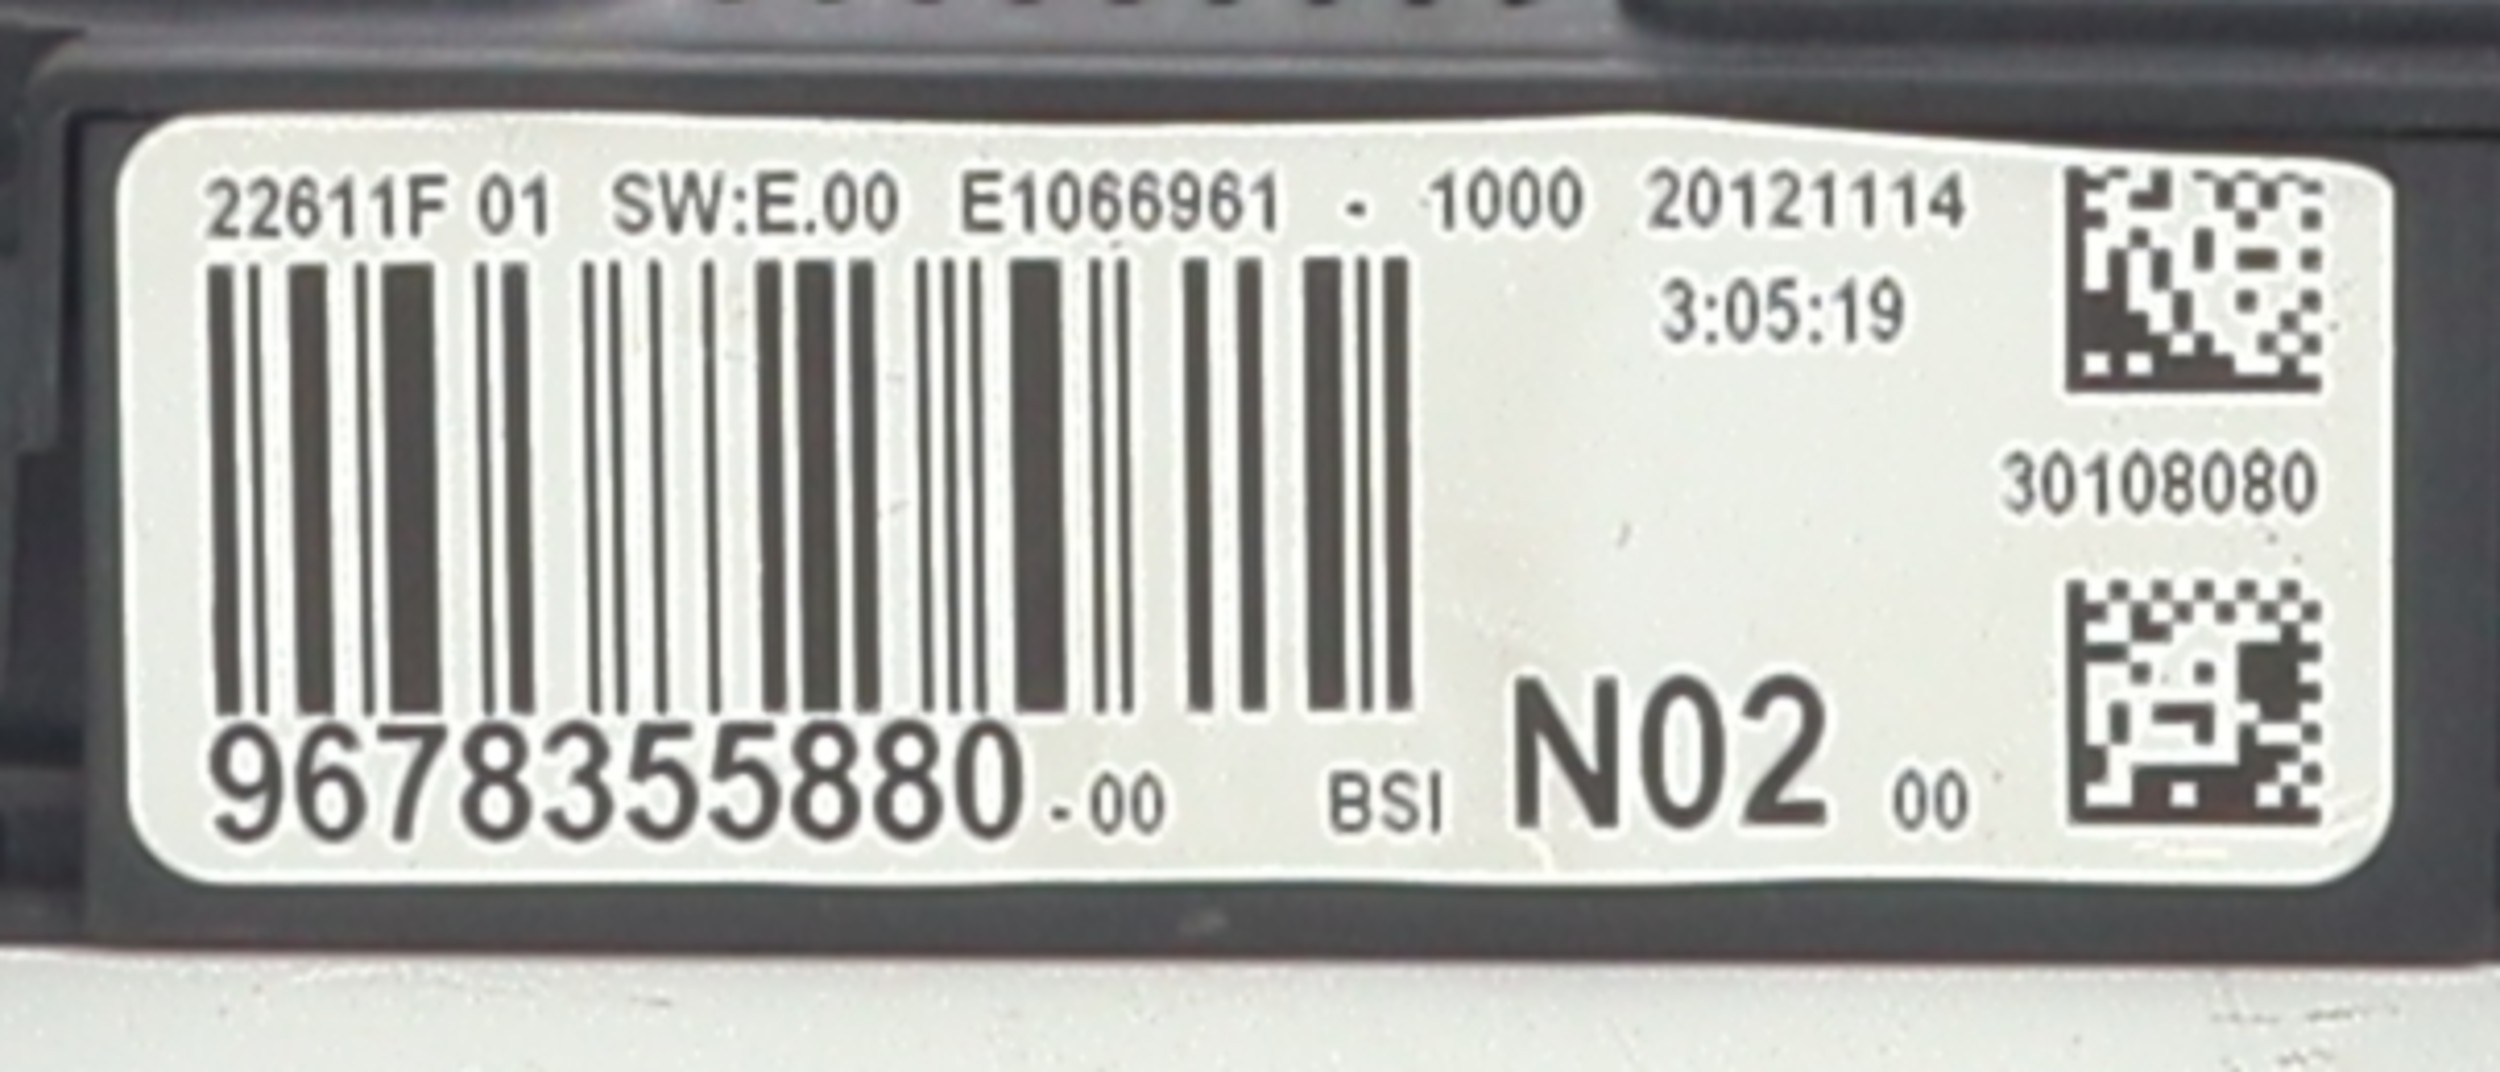 22611F 01 SW:E.00 E1066961 - 1000 20121114
3:05:19
30108080
9678355880 - 00 BSI N02 00